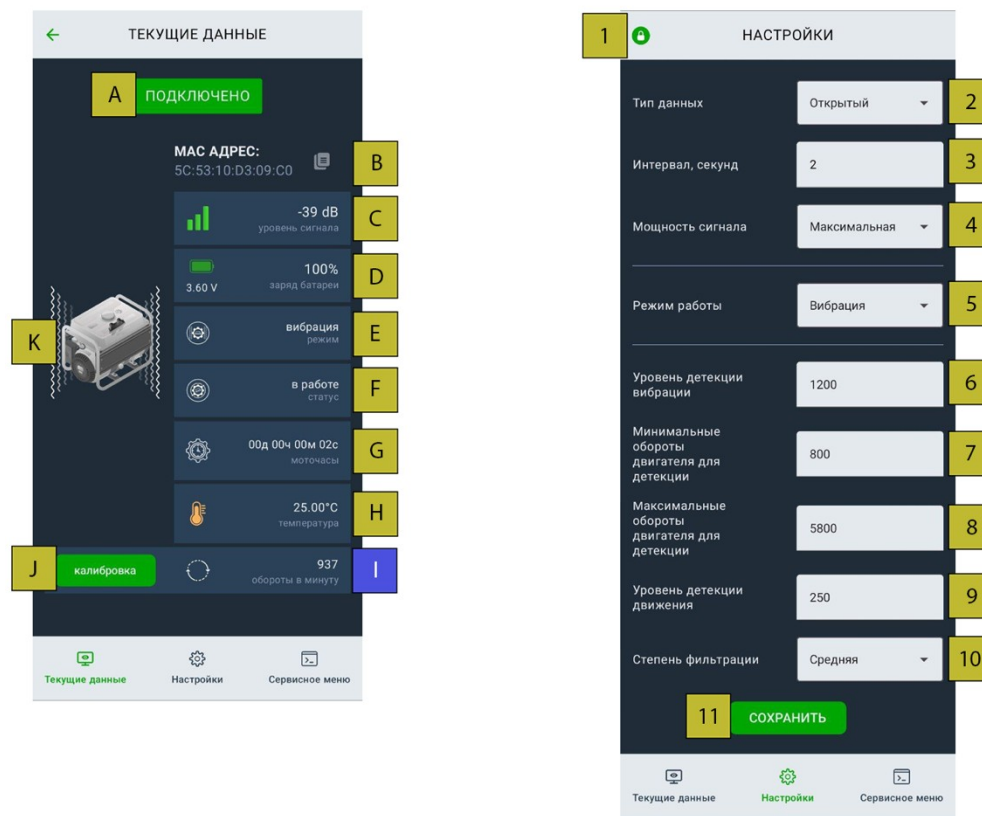 ТЕКУЩИЕ ДАННЫЕ
A
ПОДКЛЮЧЕНО
МАС АДРЕС:
5C:53:10:D3:09:C0
B
-39 dB
уровень сигнала
C
100%
3.60 V
заряд батареи
D
вибрация
режим
E
K
в работе
статус
F
00д 00ч 00м 02с
моточасы
G
25.00°C
температура
H
J
калибровка
937
обороты в минуту
I
Текущие данные
Настройки
Сервисное меню
1
НАСТРОЙКИ
Тип данных
Открытый
2
Интервал, секунд
2
3
Мощность сигнала
Максимальная
4
Режим работы
Вибрация
5
Уровень детекции
вибрации
1200
6
Минимальные
обороты
двигателя для
детекции
800
7
Максимальные
обороты
двигателя для
детекции
5800
8
Уровень детекции
движения
250
9
Степень фильтрации
Средняя
10
11
СОХРАНИТЬ
Текущие данные
Настройки
Сервисное меню